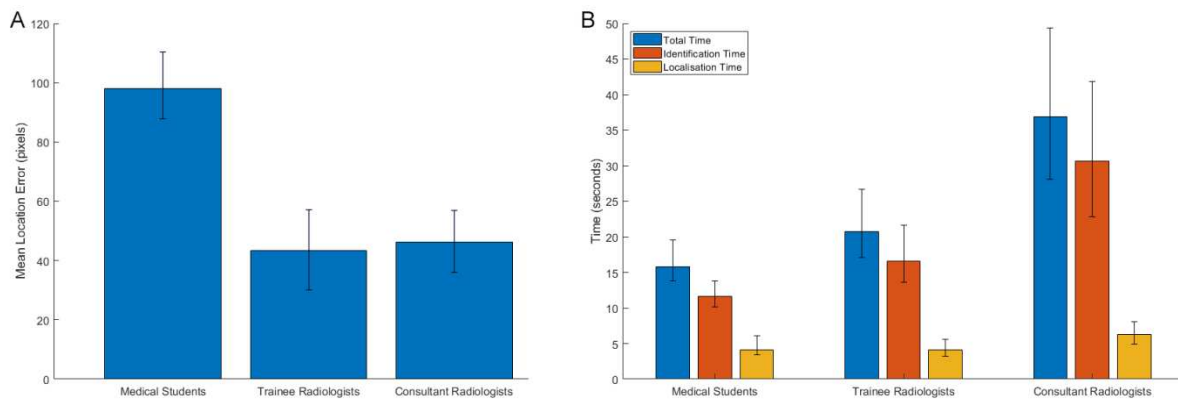 A
120
100
80
60
40
20
0
Mean Location Error (pixels)
Medical Students
Trainee Radiologists
Consultant Radiologists
B
50
45
40
35
30
25
20
15
10
5
0
Time (seconds)
Total Time
Identification Time
Localisation Time
Medical Students
Trainee Radiologists
Consultant Radiologists